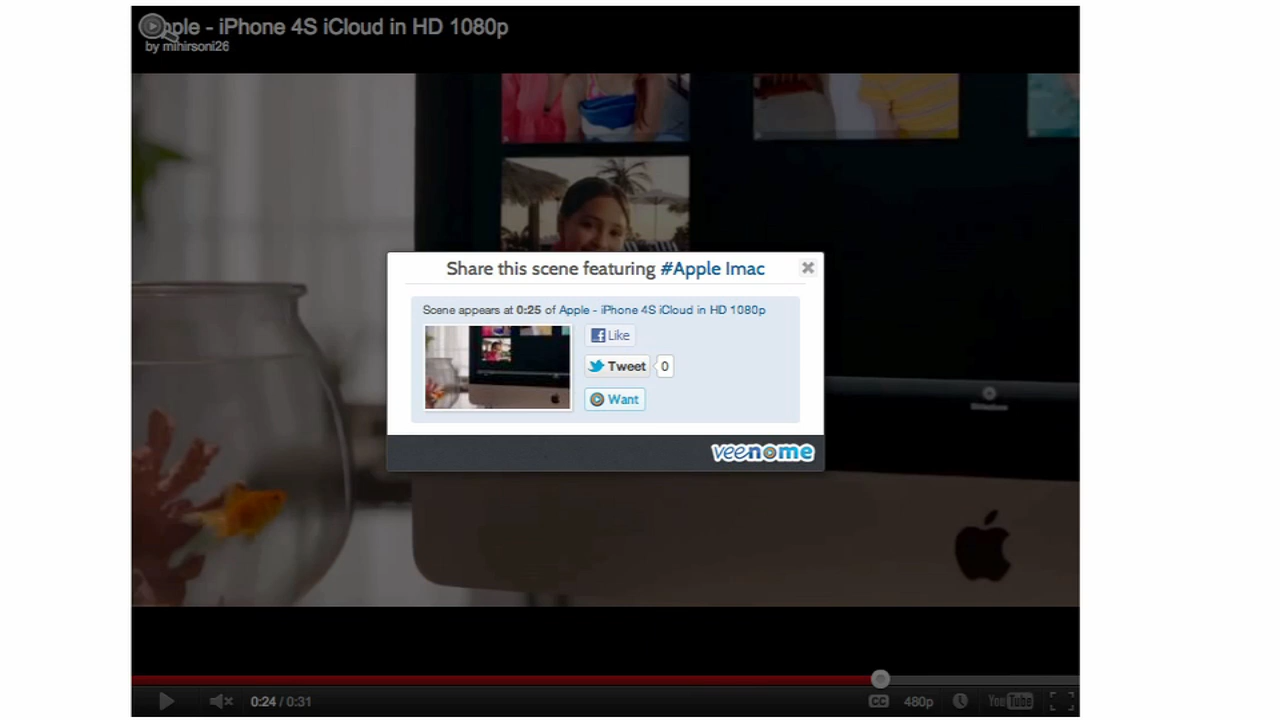 Apple - iPhone 4S iCloud in HD 1080p
by mihirsoni26
Share this scene featuring #Apple Imac
Scene appears at 0:25 of Apple - iPhone 4S iCloud in HD 1080p
Like
Tweet 0
Want
veenome
0:24 / 0:31
CC 480p YouTube